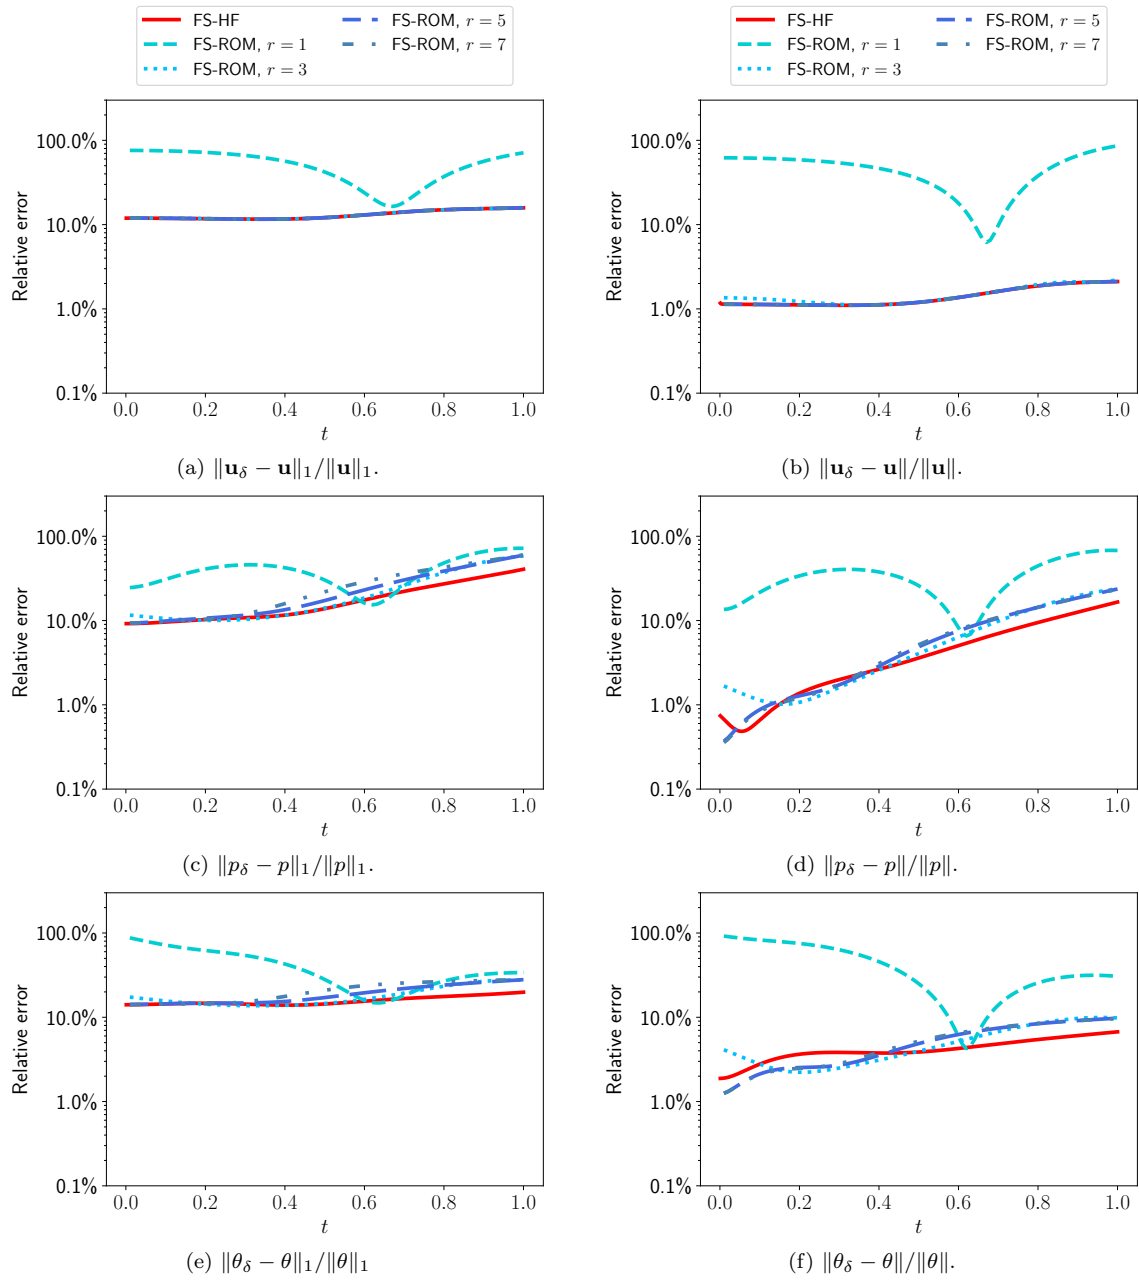 FS-HF
FS-ROM, r = 1
FS-ROM, r = 3
FS-ROM, r = 5
FS-ROM, r = 7
FS-HF
FS-ROM, r = 1
FS-ROM, r = 3
FS-ROM, r = 5
FS-ROM, r = 7
Relative error
100.0%
10.0%
1.0%
0.1%
0.0 0.2 0.4 0.6 0.8 1.0
t
(a) ‖𝐮δ − 𝐮‖₁/‖𝐮‖₁.
Relative error
100.0%
10.0%
1.0%
0.1%
0.0 0.2 0.4 0.6 0.8 1.0
t
(b) ‖𝐮δ − 𝐮‖/‖𝐮‖.
Relative error
100.0%
10.0%
1.0%
0.1%
0.0 0.2 0.4 0.6 0.8 1.0
t
(c) ‖pδ − p‖₁/‖p‖₁.
Relative error
100.0%
10.0%
1.0%
0.1%
0.0 0.2 0.4 0.6 0.8 1.0
t
(d) ‖pδ − p‖/‖p‖.
Relative error
100.0%
10.0%
1.0%
0.1%
0.0 0.2 0.4 0.6 0.8 1.0
t
(e) ‖θδ − θ‖₁/‖θ‖₁
Relative error
100.0%
10.0%
1.0%
0.1%
0.0 0.2 0.4 0.6 0.8 1.0
t
(f) ‖θδ − θ‖/‖θ‖.